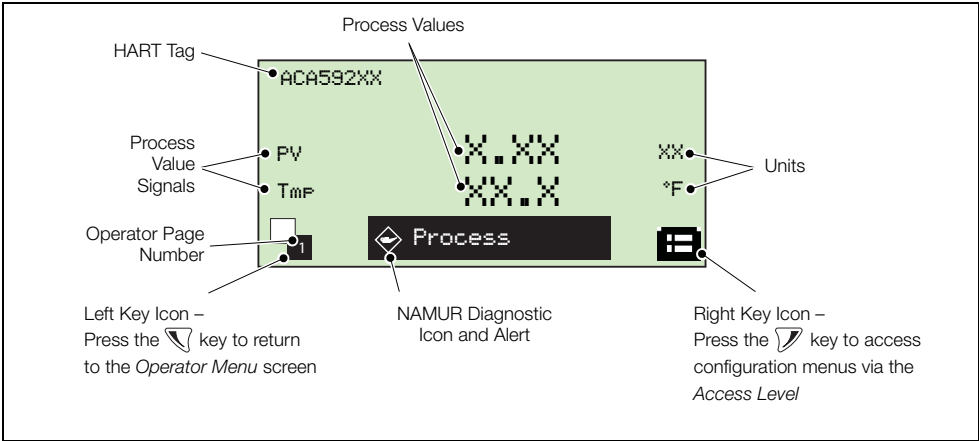 Process Values
HART Tag
ACA592XX
Process
Value
Signals
PV
X.XX
XX
Tmp
XX.X
°F
Units
Operator Page
Number
1
Process
Left Key Icon –
Press the key to return
to the Operator Menu screen
NAMUR Diagnostic
Icon and Alert
Right Key Icon –
Press the key to access
configuration menus via the
Access Level